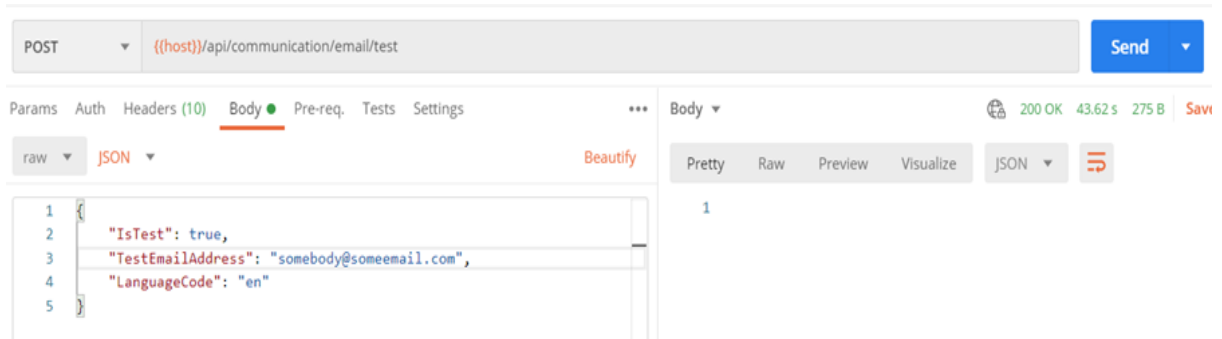 POST {{host}}/api/communication/email/test Send
Params Auth Headers (10) Body Pre-req. Tests Settings ••• Body 200 OK 43.62 s 275 B Save
raw JSON Beautify Pretty Raw Preview Visualize JSON
1 {
2 "IsTest": true,
3 "TestEmailAddress": "somebody@someemail.com",
4 "LanguageCode": "en"
5 }
1